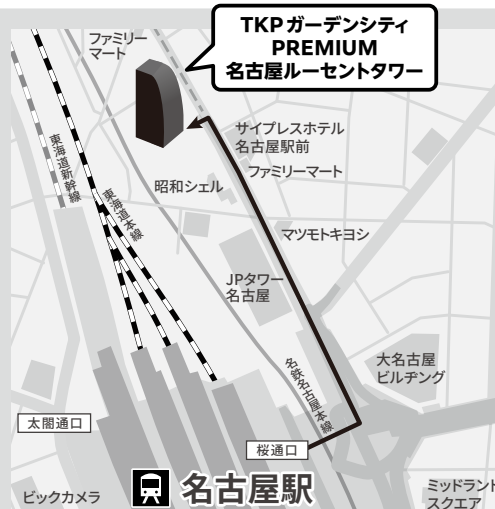 TKPガーデンシティ
PREMIUM
名古屋ルーセントタワー
ファミリー
マート
東海道新幹線
東海道本線
サイプレスホテル
名古屋駅前
ファミリーマート
昭和シェル
マツモトキヨシ
JPタワー
名古屋
名鉄名古屋本線
大名古屋
ビルヂング
太閤通口
桜通口
ビックカメラ
名古屋駅
ミッドランド
スクエア